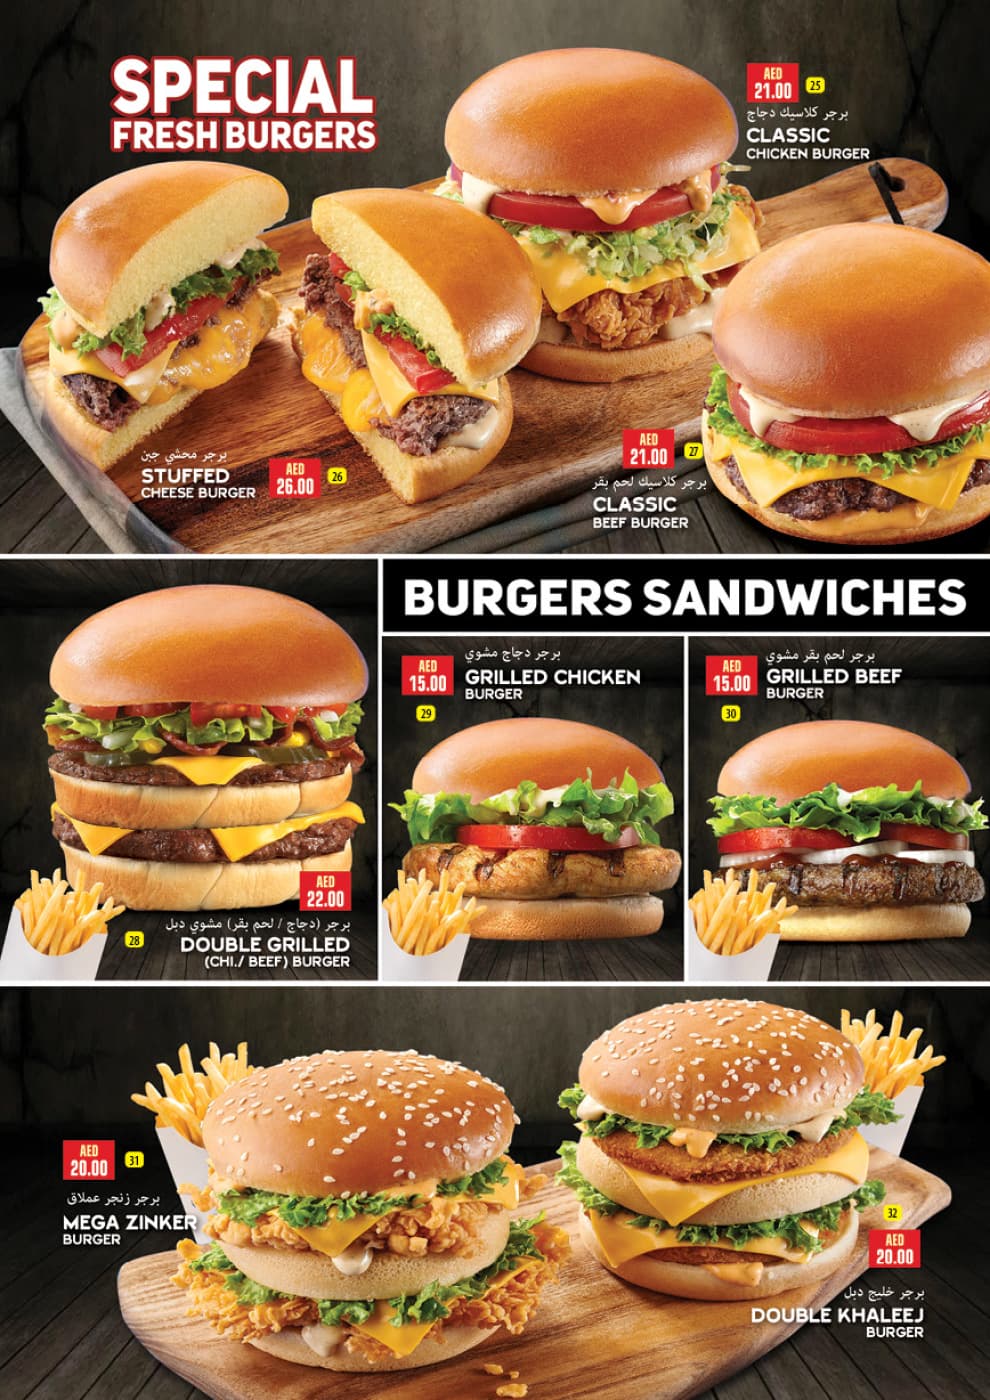 SPECIAL
FRESH BURGERS
AED
21.00
25
برجر كلاسيك دجاج
CLASSIC
CHICKEN BURGER
برجر محشي جبن
STUFFED
CHEESE BURGER
AED
26.00
26
AED
21.00
27
برجر كلاسيك لحم بقر
CLASSIC
BEEF BURGER
BURGERS SANDWICHES
AED
22.00
برجر (دجاج / لحم بقر) مشوي دبل
28
DOUBLE GRILLED
(CHI./ BEEF) BURGER
AED
15.00
29
برجر دجاج مشوي
GRILLED CHICKEN
BURGER
AED
15.00
30
برجر لحم بقر مشوي
GRILLED BEEF
BURGER
AED
20.00
31
برجر زنجر عملاق
MEGA ZINKER
BURGER
32
AED
20.00
برجر خليج دبل
DOUBLE KHALEEJ
BURGER